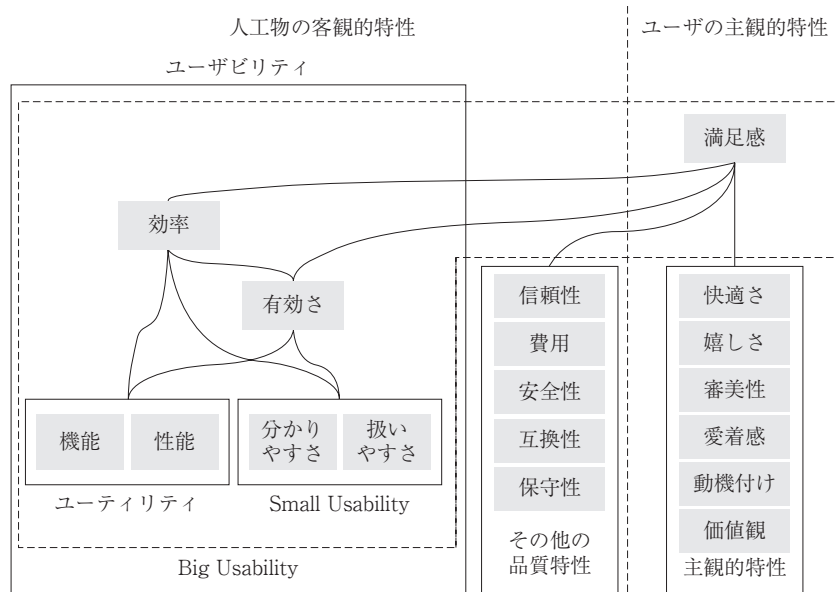 人工物の客観的特性
ユーザの主観的特性
ユーザビリティ
満足感
効率
有効さ
機能
性能
ユーティリティ
分かり
やすさ
扱い
やすさ
Small Usability
Big Usability
信頼性
費用
安全性
互換性
保守性
その他の
品質特性
快適さ
嬉しさ
審美性
愛着感
動機付け
価値観
主観的特性